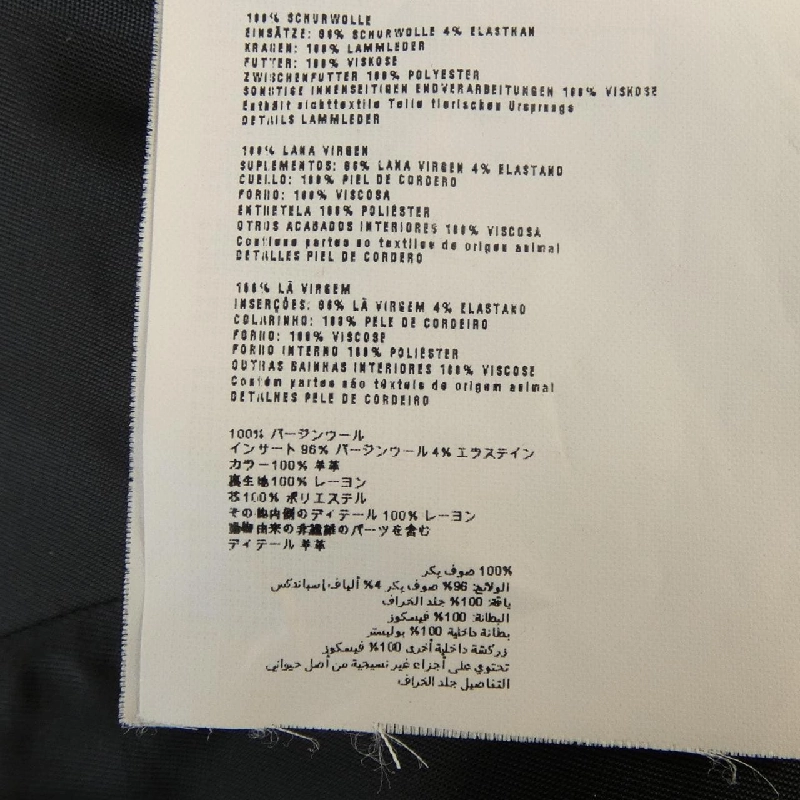 100% SCHURWOLLE
EINSÄTZE: 96% SCHURWOLLE 4% ELASTHAN
KRAGEN: 100% LAMMLEDER
FUTTER: 100% VISKOSE
ZWISCHENFUTTER 100% POLYESTER
SONSTIGE INNENSEITIGEN ENDVERARBEITUNGEN 100% VISKOSE
Enthält nichttextile Teile tierischen Ursprungs
DETAILS LAMMLEDER
100% LANA VIRGEN
SUPLEMENTOS: 96% LANA VIRGEN 4% ELASTANO
CUELLO: 100% PIEL DE CORDERO
FORRO: 100% VISCOSA
ENTRETELA 100% POLIÉSTER
OTROS ACABADOS INTERIORES 100% VISCOSA
Contiene partes no textiles de origen animal
DETALLES PIEL DE CORDERO
100% LÃ VIRGEM
INSERÇÕES: 96% LÃ VIRGEM 4% ELASTANO
COLARINHO: 100% PELE DE CORDEIRO
FORRO: 100% VISCOSE
FORRO INTERNO 100% POLIÉSTER
OUTRAS BAINHAS INTERIORES 100% VISCOSE
Contém partes não têxteis de origem animal
DETALHES PELE DE CORDEIRO
100% バージンウール
インサート 96% バージンウール 4% エラステイン
カラー 100% 羊革
裏生地 100% レーヨン
芯 100% ポリエステル
その他内側のディテール 100% レーヨン
動物由来の非繊維のパーツを含む
ディテール 羊革
100% صوف بكر
الولائج: 96% صوف بكر 4% ألياف إسباندكس
ياقة: 100% جلد الخراف
البطانة: 100% فيسكوز
بطانة داخلية 100% بوليستر
زركشة داخلية أخرى 100% فيسكوز
تحتوي على أجزاء غير نسيجية من أصل حيواني
التفاصيل جلد الخراف